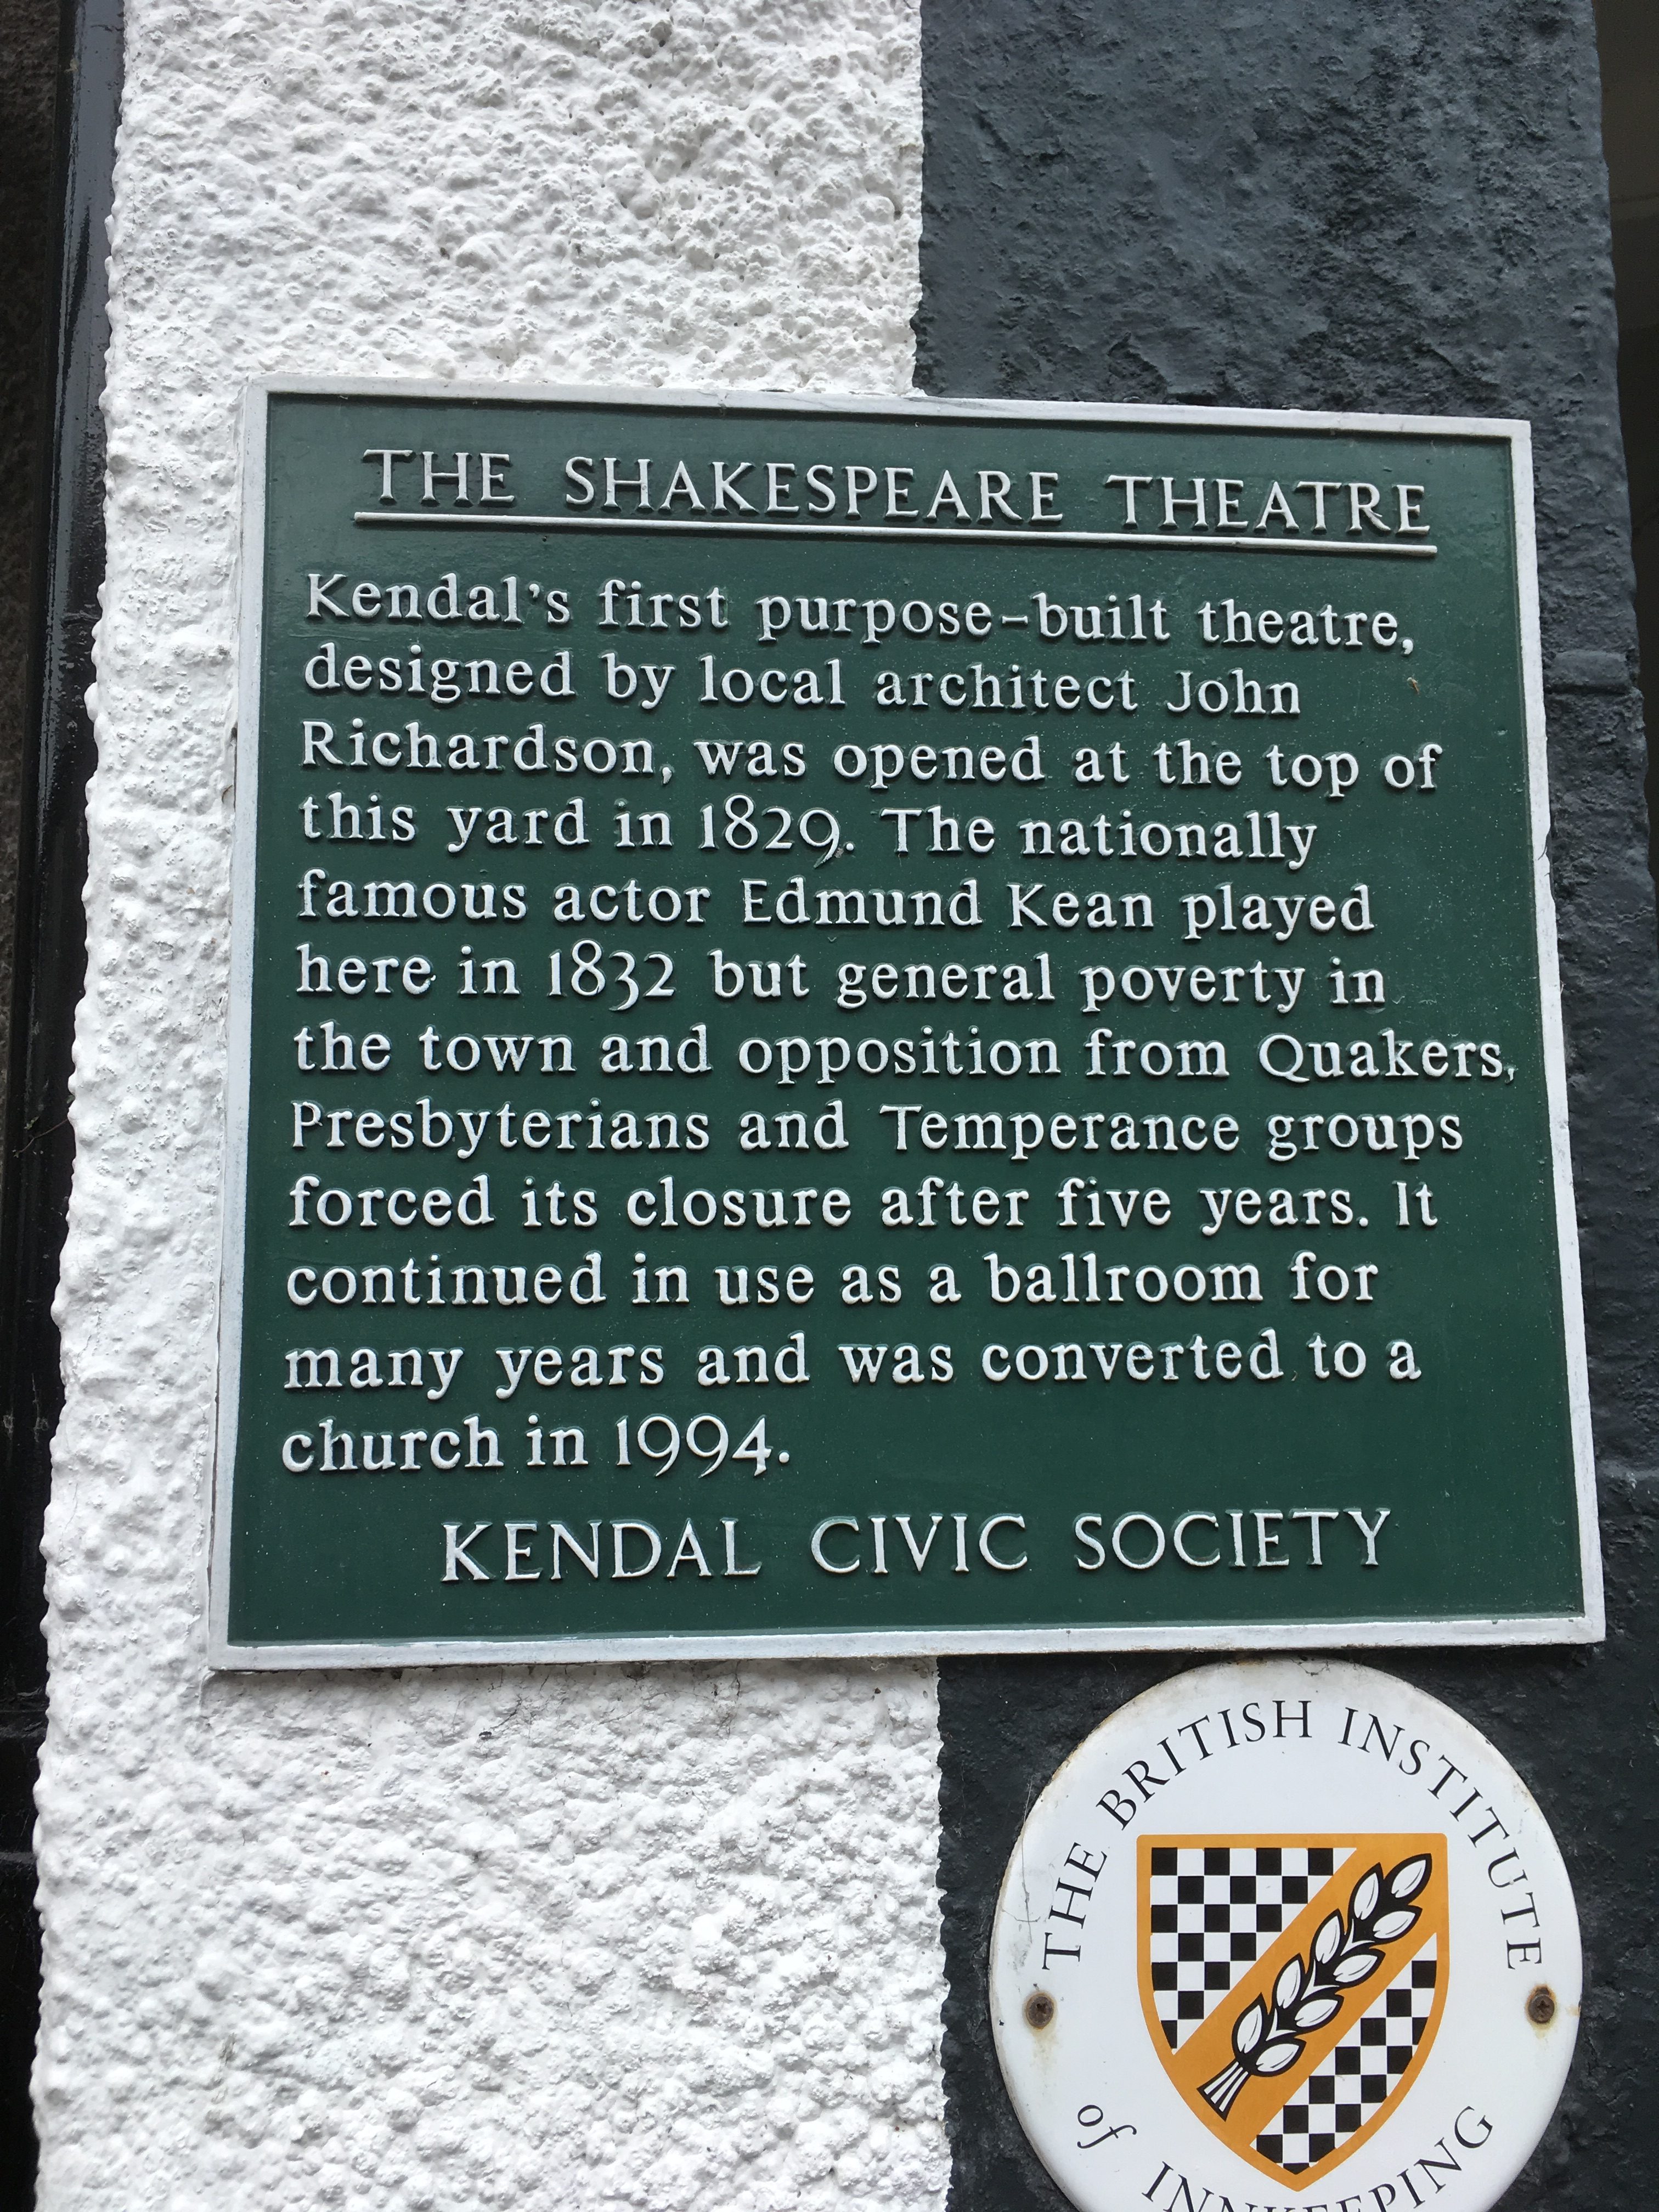 THE SHAKESPEARE THEATRE
Kendal's first purpose-built theatre,
designed by local architect John
Richardson, was opened at the top of
this yard in 1829. The nationally
famous actor Edmund Kean played
here in 1832 but general poverty in
the town and opposition from Quakers,
Presbyterians and Temperance groups
forced its closure after five years. It
continued in use as a ballroom for
many years and was converted to a
church in 1994.
KENDAL CIVIC SOCIETY
THE BRITISH INSTITUTE
of INNKEEPING